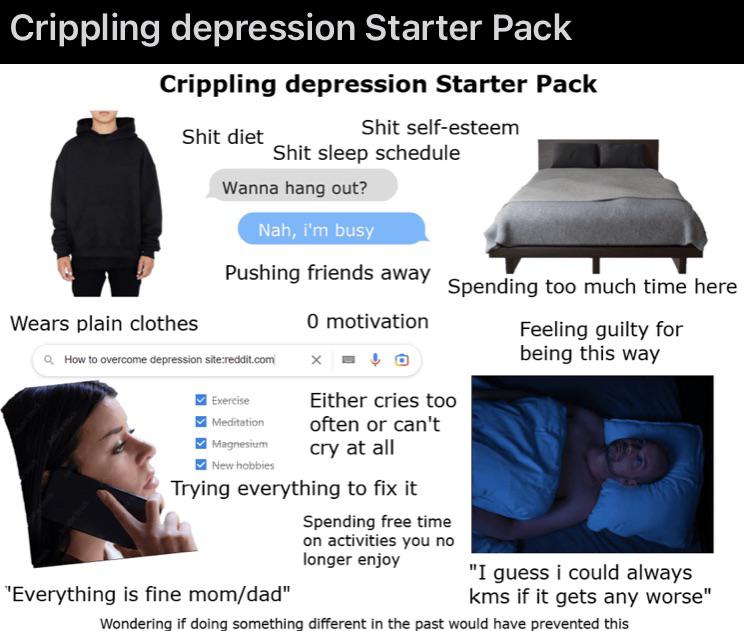 Crippling depression Starter Pack
Crippling depression Starter Pack
Shit diet
Shit self-esteem
Shit sleep schedule
Wanna hang out?
Nah, i'm busy
Pushing friends away
Spending too much time here
Wears plain clothes
0 motivation
Feeling guilty for
being this way
How to overcome depression site:reddit.com
Exercise
Meditation
Magnesium
New hobbies
Either cries too
often or can't
cry at all
Trying everything to fix it
Spending free time
on activities you no
longer enjoy
"Everything is fine mom/dad"
"I guess i could always
kms if it gets any worse"
Wondering if doing something different in the past would have prevented this